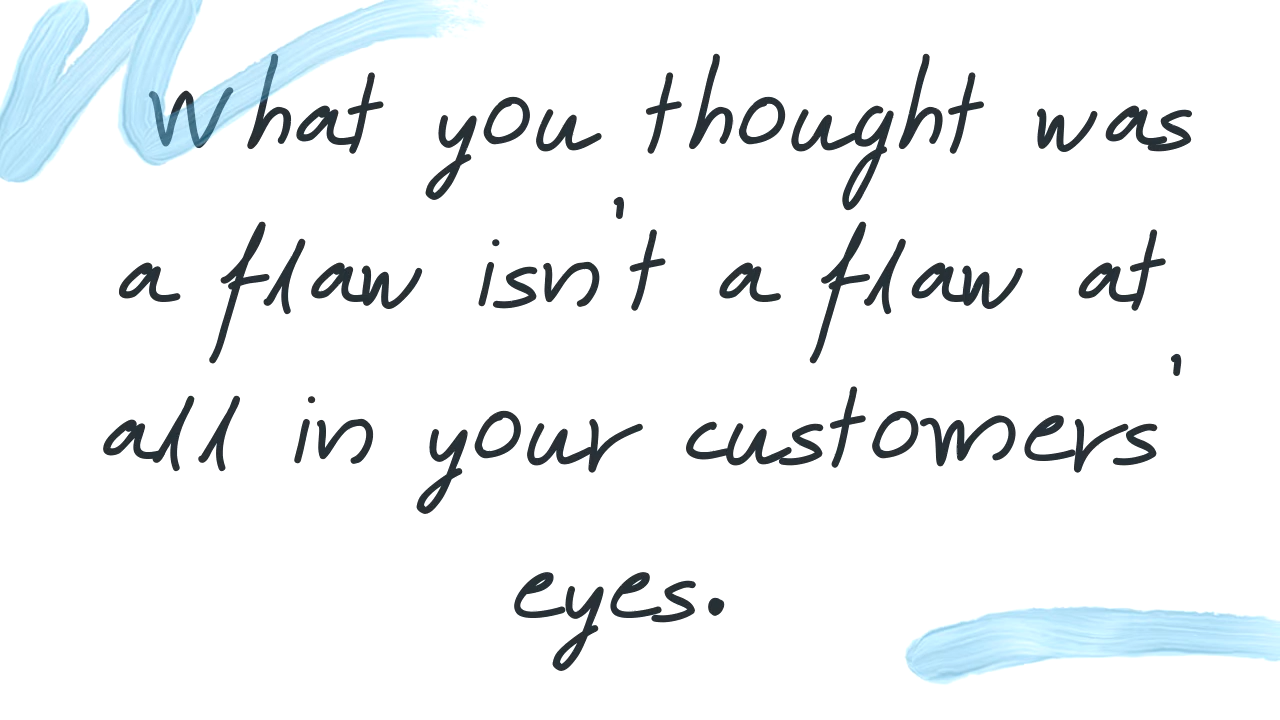 What you thought was
a flaw isn't a flaw at
all in your customers'
eyes.